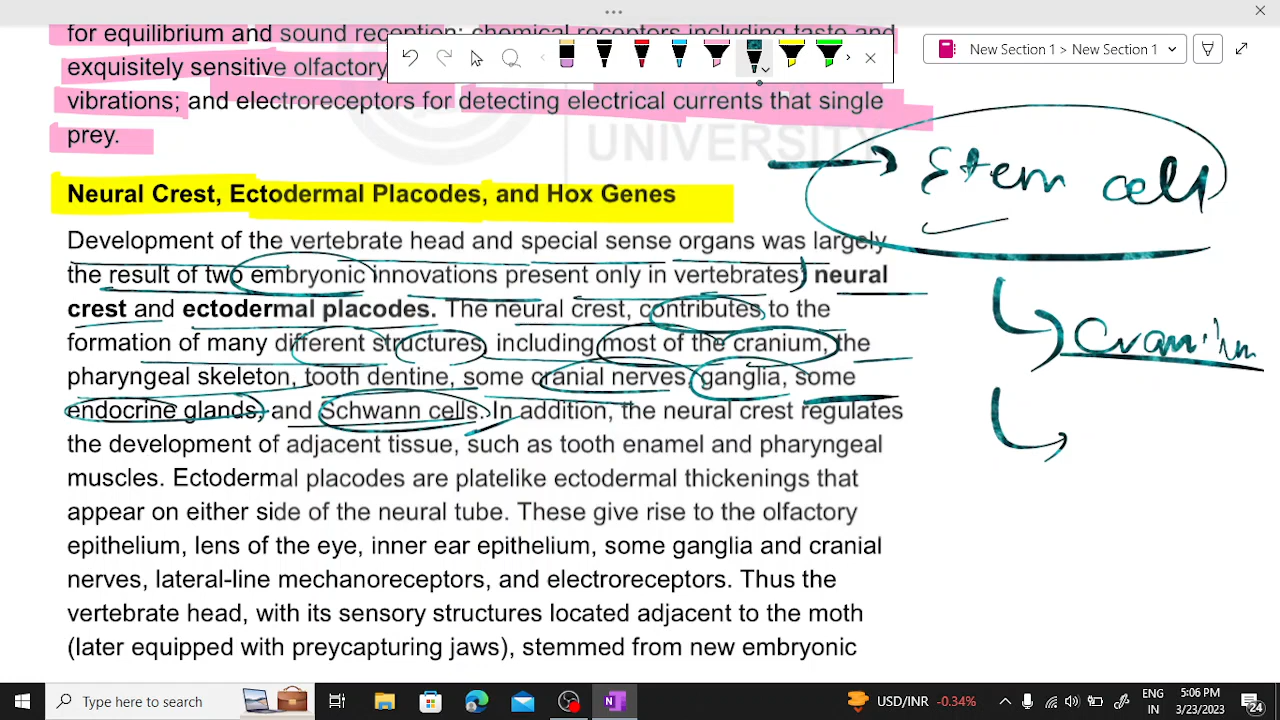 for equilibrium and sound reception; chemical receptors including taste and
exquisitely sensitive olfactory
vibrations; and electroreceptors for detecting electrical currents that single
prey.
UNIVERSITY
New Section 1 > New Section 1
Stem cell
Cranium
Neural Crest, Ectodermal Placodes, and Hox Genes
Development of the vertebrate head and special sense organs was largely
the result of two embryonic innovations present only in vertebrates, neural
crest and ectodermal placodes. The neural crest, contributes to the
formation of many different structures, including most of the cranium, the
pharyngeal skeleton, tooth dentine, some cranial nerves, ganglia, some
endocrine glands, and Schwann cells. In addition, the neural crest regulates
the development of adjacent tissue, such as tooth enamel and pharyngeal
muscles. Ectodermal placodes are platelike ectodermal thickenings that
appear on either side of the neural tube. These give rise to the olfactory
epithelium, lens of the eye, inner ear epithelium, some ganglia and cranial
nerves, lateral-line mechanoreceptors, and electroreceptors. Thus the
vertebrate head, with its sensory structures located adjacent to the moth
(later equipped with preycapturing jaws), stemmed from new embryonic
Type here to search
USD/INR -0.34%
ENG
IN
5:06 PM
3/23/2023
24